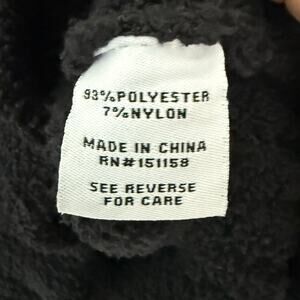 93%POLYESTER
7%NYLON
MADE IN CHINA
RN#151158
SEE REVERSE
FOR CARE